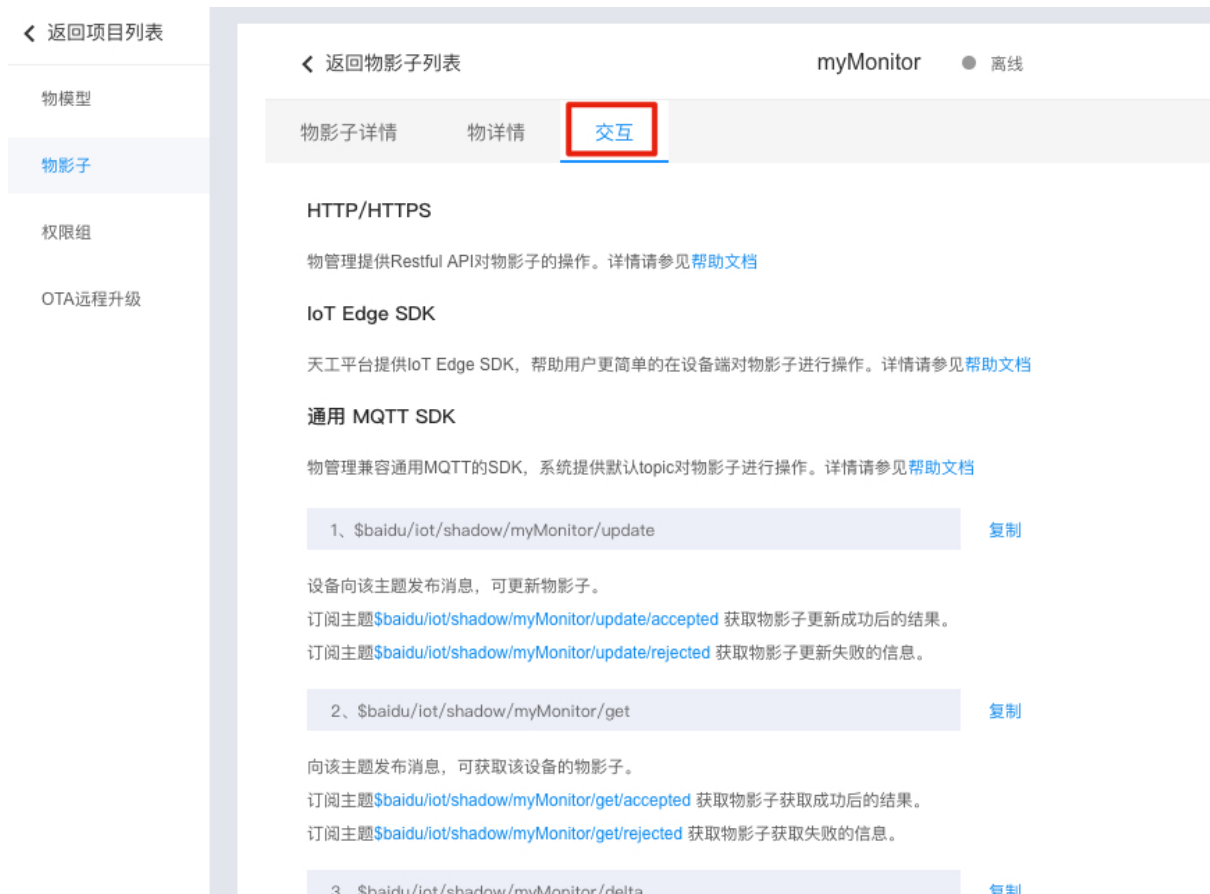 返回项目列表
物模型
物影子
权限组
OTA远程升级
返回物影子列表
myMonitor
离线
物影子详情
物详情
交互
HTTP/HTTPS
物管理提供Restful API对物影子的操作。详情请参见帮助文档
IoT Edge SDK
天工平台提供IoT Edge SDK，帮助用户更简单的在设备端对物影子进行操作。详情请参见帮助文档
通用 MQTT SDK
物管理兼容通用MQTT的SDK，系统提供默认topic对物影子进行操作。详情请参见帮助文档
1、$baidu/iot/shadow/myMonitor/update
复制
设备向该主题发布消息，可更新物影子。
订阅主题$baidu/iot/shadow/myMonitor/update/accepted 获取物影子更新成功后的结果。
订阅主题$baidu/iot/shadow/myMonitor/update/rejected 获取物影子更新失败的信息。
2、$baidu/iot/shadow/myMonitor/get
复制
向该主题发布消息，可获取该设备的物影子。
订阅主题$baidu/iot/shadow/myMonitor/get/accepted 获取物影子获取成功后的结果。
订阅主题$baidu/iot/shadow/myMonitor/get/rejected 获取物影子获取失败的信息。
3、$baidu/iot/shadow/myMonitor/delta
复制